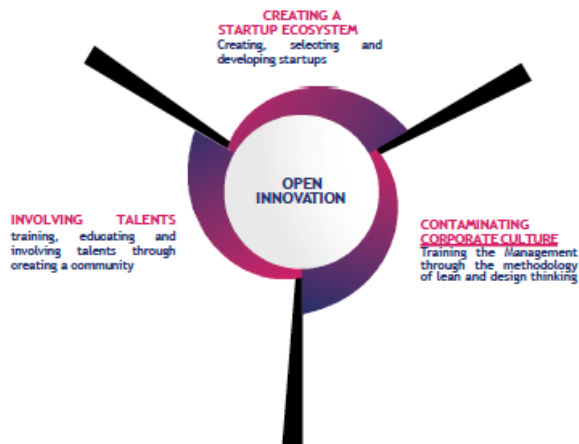 CREATING A
STARTUP ECOSYSTEM
Creating, selecting and
developing startups
OPEN
INNOVATION
INVOLVING TALENTS
training, educating and
involving talents through
creating a community
CONTAMINATING
CORPORATE CULTURE
Training the Management
through the methodology
of lean and design thinking